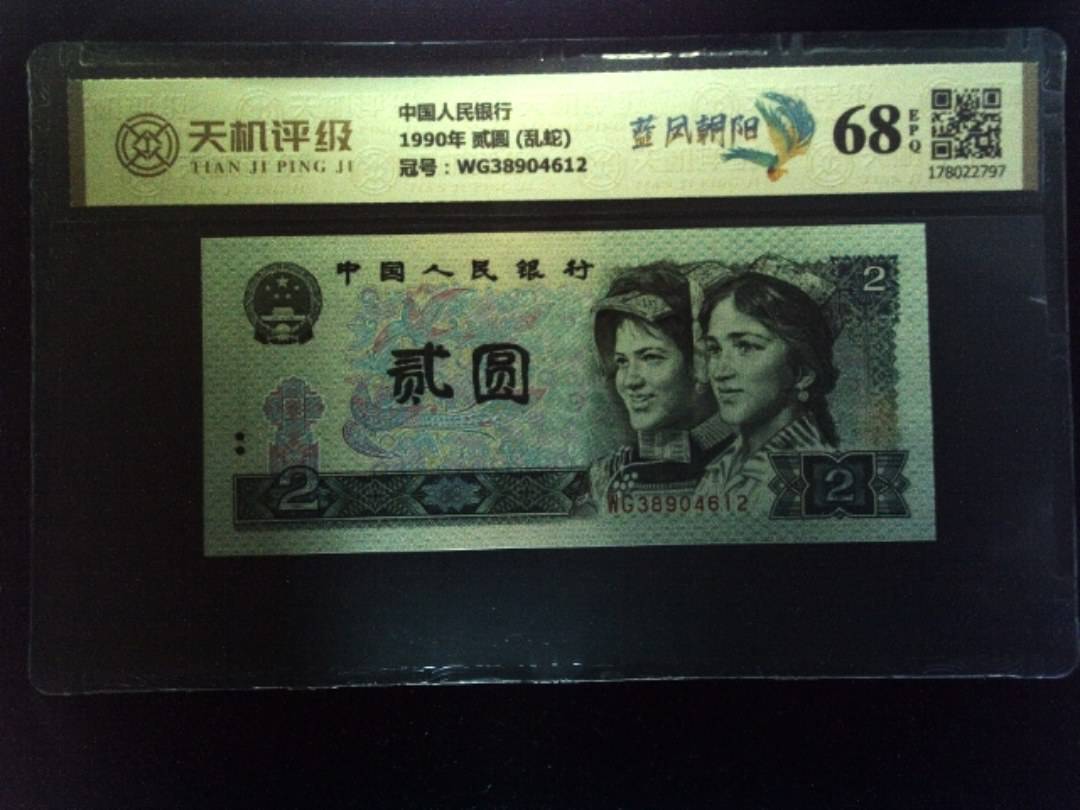 天机评级
TIAN JI PING JI
中国人民银行
1990年 贰圆 (乱蛇)
冠号：WG38904612
蓝凤朝阳
68
EPQ
178022797
中国人民银行
2
贰圆
2
WG38904612
2